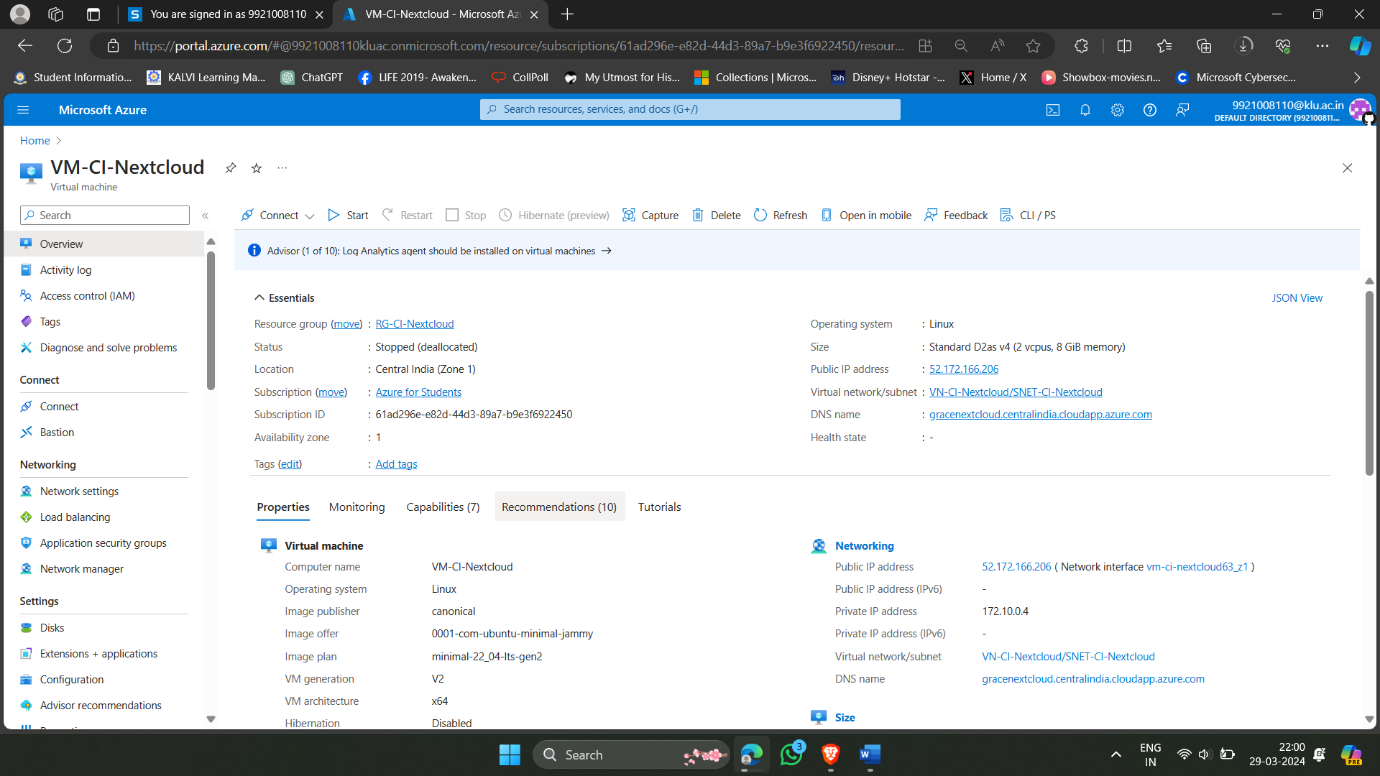 You are signed in as 9921008110
VM-CI-Nextcloud - Microsoft Az
https://portal.azure.com/#@9921008110kluac.onmicrosoft.com/resource/subscriptions/61ad296e-e82d-44d3-89a7-b9e3f6922450/resour...
Student Informatio...
KALVI Learning Ma...
ChatGPT
LIFE 2019- Awaken...
CollPoll
My Utmost for His...
Collections | Micros...
Disney+ Hotstar -...
Home / X
Showbox-movies.n...
Microsoft Cybersec...
Microsoft Azure
Search resources, services, and docs (G+/)
9921008110@klu.ac.in
DEFAULT DIRECTORY (992100811...
Home
VM-CI-Nextcloud
Virtual machine
Search
Connect
Start
Restart
Stop
Hibernate (preview)
Capture
Delete
Refresh
Open in mobile
Feedback
CLI / PS
Advisor (1 of 10): Log Analytics agent should be installed on virtual machines →
Overview
Activity log
Access control (IAM)
Tags
Diagnose and solve problems
Connect
Connect
Bastion
Networking
Network settings
Load balancing
Application security groups
Network manager
Settings
Disks
Extensions + applications
Configuration
Advisor recommendations
Essentials
JSON View
Resource group (move) : RG-CI-Nextcloud
Status : Stopped (deallocated)
Location : Central India (Zone 1)
Subscription (move) : Azure for Students
Subscription ID : 61ad296e-e82d-44d3-89a7-b9e3f6922450
Availability zone : 1
Tags (edit) : Add tags
Operating system : Linux
Size : Standard D2as v4 (2 vcpus, 8 GiB memory)
Public IP address : 52.172.166.206
Virtual network/subnet : VN-CI-Nextcloud/SNET-CI-Nextcloud
DNS name : gracenextcloud.centralindia.cloudapp.azure.com
Health state : -
Properties
Monitoring
Capabilities (7)
Recommendations (10)
Tutorials
Virtual machine
Computer name VM-CI-Nextcloud
Operating system Linux
Image publisher canonical
Image offer 0001-com-ubuntu-minimal-jammy
Image plan minimal-22_04-lts-gen2
VM generation V2
VM architecture x64
Hibernation Disabled
Networking
Public IP address 52.172.166.206 ( Network interface vm-ci-nextcloud63_z1 )
Public IP address (IPv6) -
Private IP address 172.10.0.4
Private IP address (IPv6) -
Virtual network/subnet VN-CI-Nextcloud/SNET-CI-Nextcloud
DNS name gracenextcloud.centralindia.cloudapp.azure.com
Size
Search
3
ENG
IN
22:00
29-03-2024